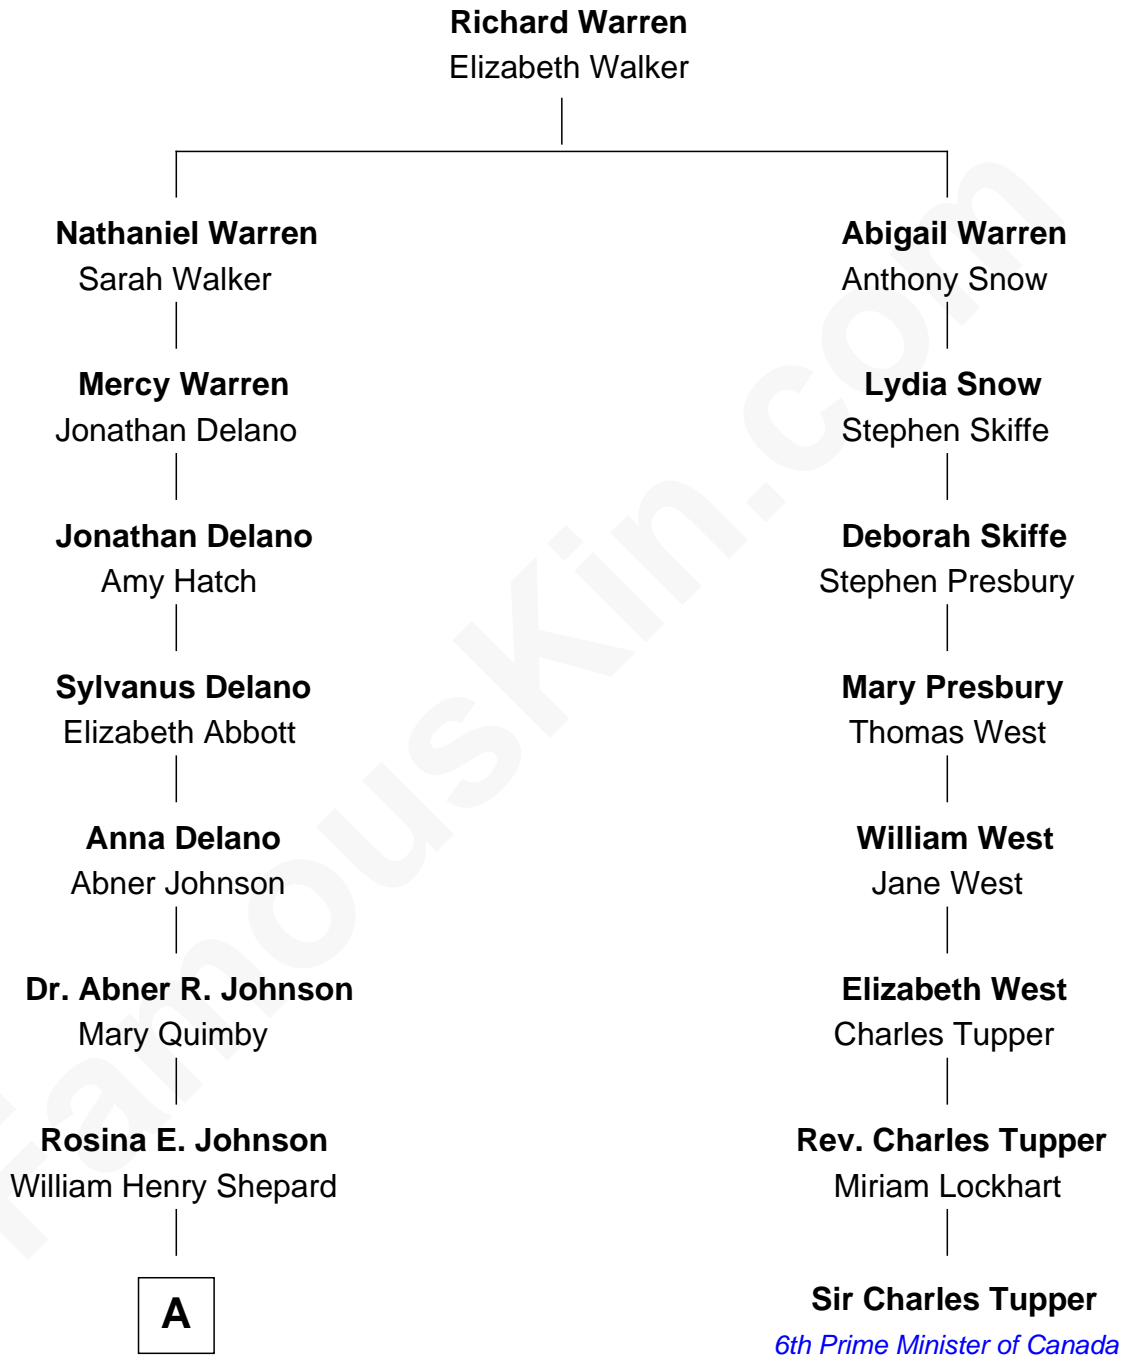 Richard Warren
Elizabeth Walker
Nathaniel Warren
Sarah Walker
Abigail Warren
Anthony Snow
Mercy Warren
Jonathan Delano
Lydia Snow
Stephen Skiffe
Jonathan Delano
Amy Hatch
Deborah Skiffe
Stephen Presbury
Sylvanus Delano
Elizabeth Abbott
Mary Presbury
Thomas West
Anna Delano
Abner Johnson
William West
Jane West
Dr. Abner R. Johnson
Mary Quimby
Elizabeth West
Charles Tupper
Rosina E. Johnson
William Henry Shepard
Rev. Charles Tupper
Miriam Lockhart
A
Sir Charles Tupper
6th Prime Minister of Canada
FamousKin.com